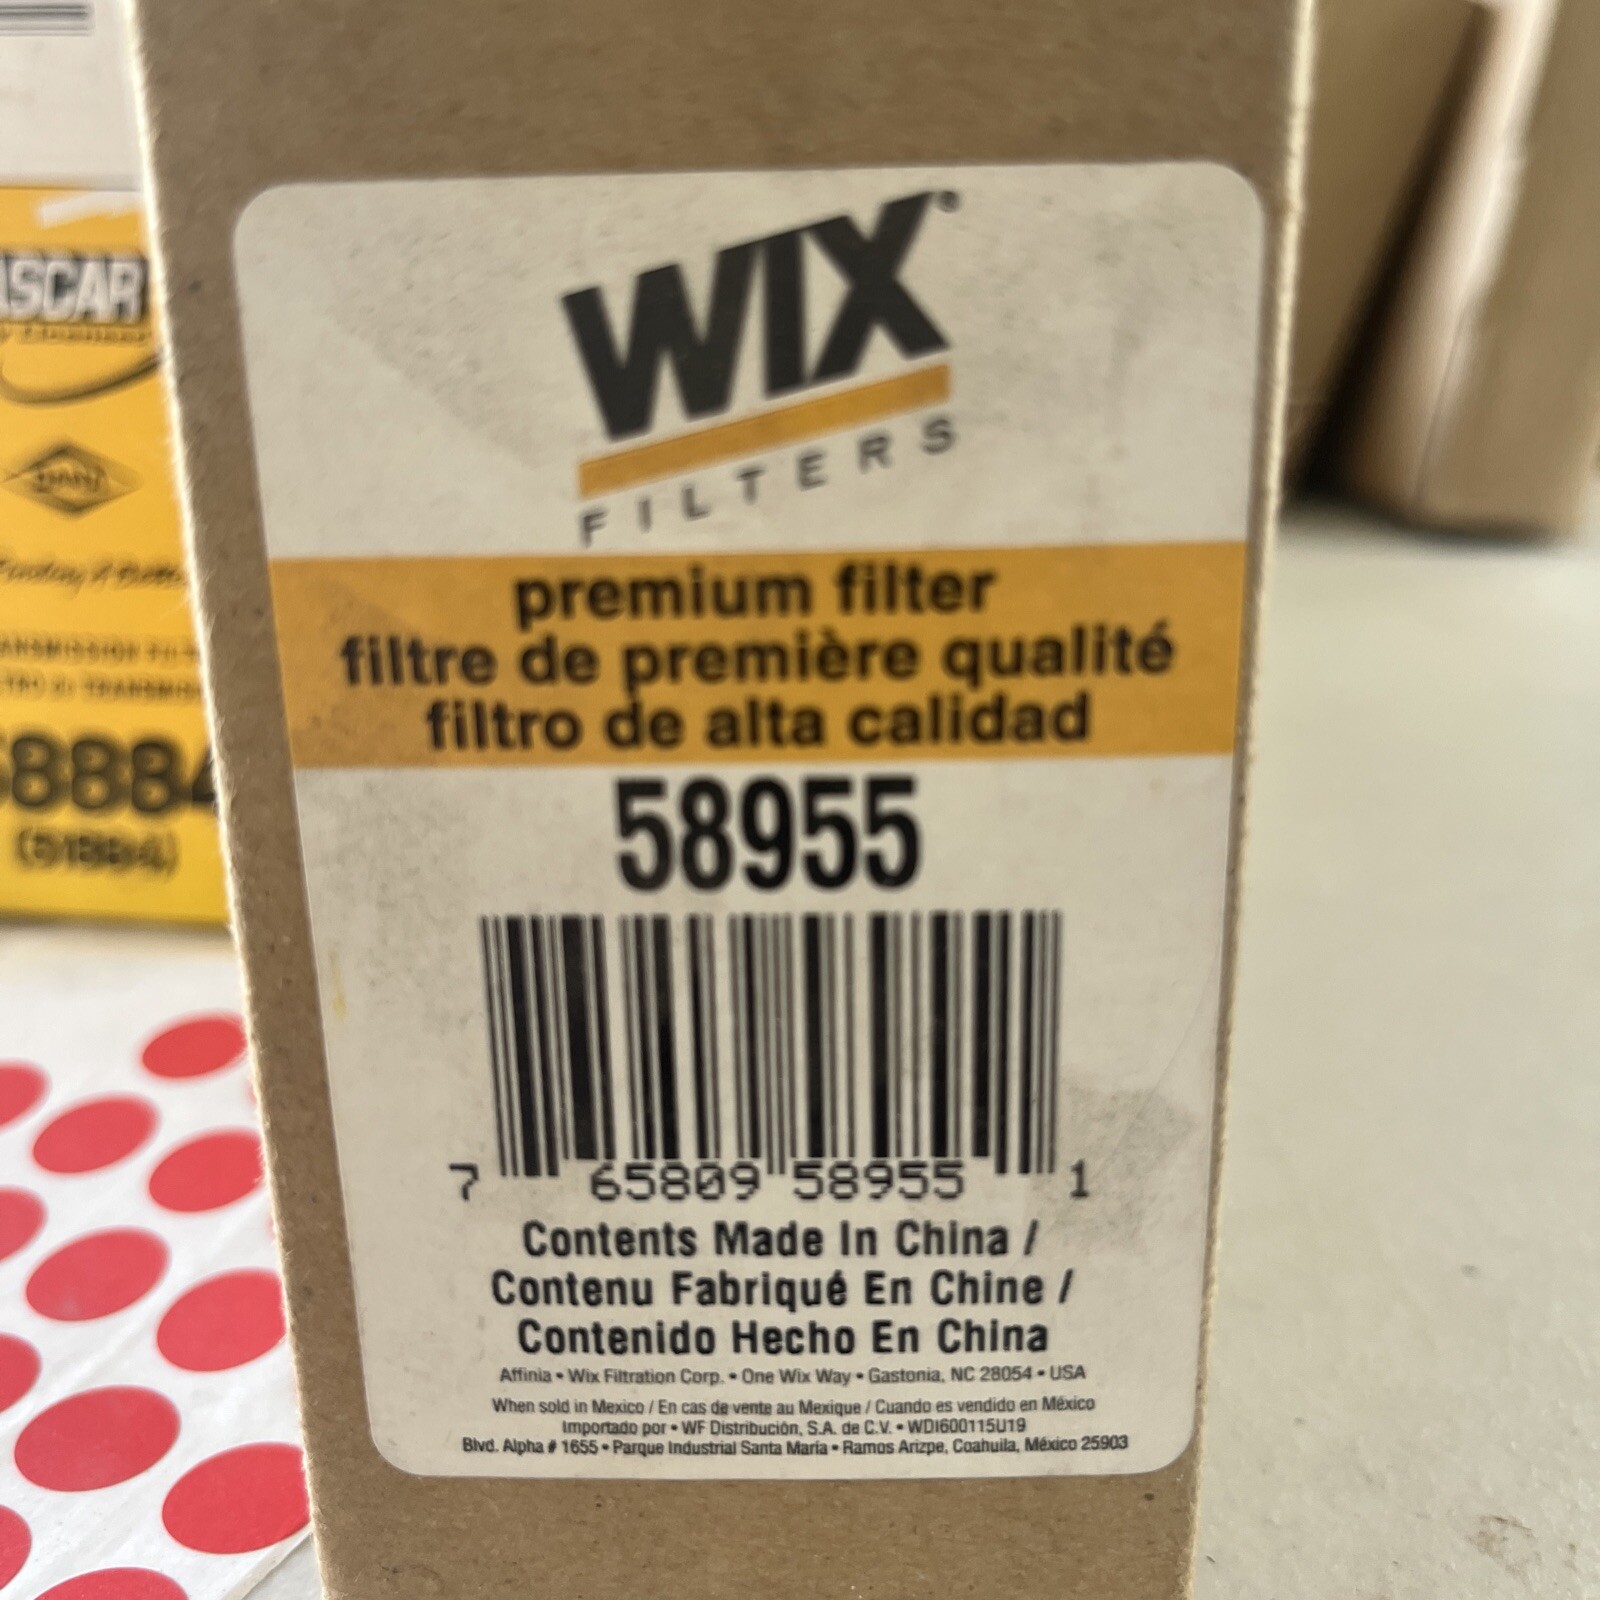 WIX®
FILTERS
premium filter
filtre de première qualité
filtro de alta calidad
58955
7 65809 58955 1
Contents Made In China /
Contenu Fabriqué En Chine /
Contenido Hecho En China
Affinia • Wix Filtration Corp. • One Wix Way • Gastonia, NC 28054 • USA
When sold in Mexico / En cas de vente au Mexique / Cuando es vendido en México
Importado por • WF Distribución, S.A. de C.V. • WDI600115U19
Blvd. Alpha # 1655 • Parque Industrial Santa María • Ramos Arizpe, Coahuila, México 25903
ASCAR
8884
(51884)